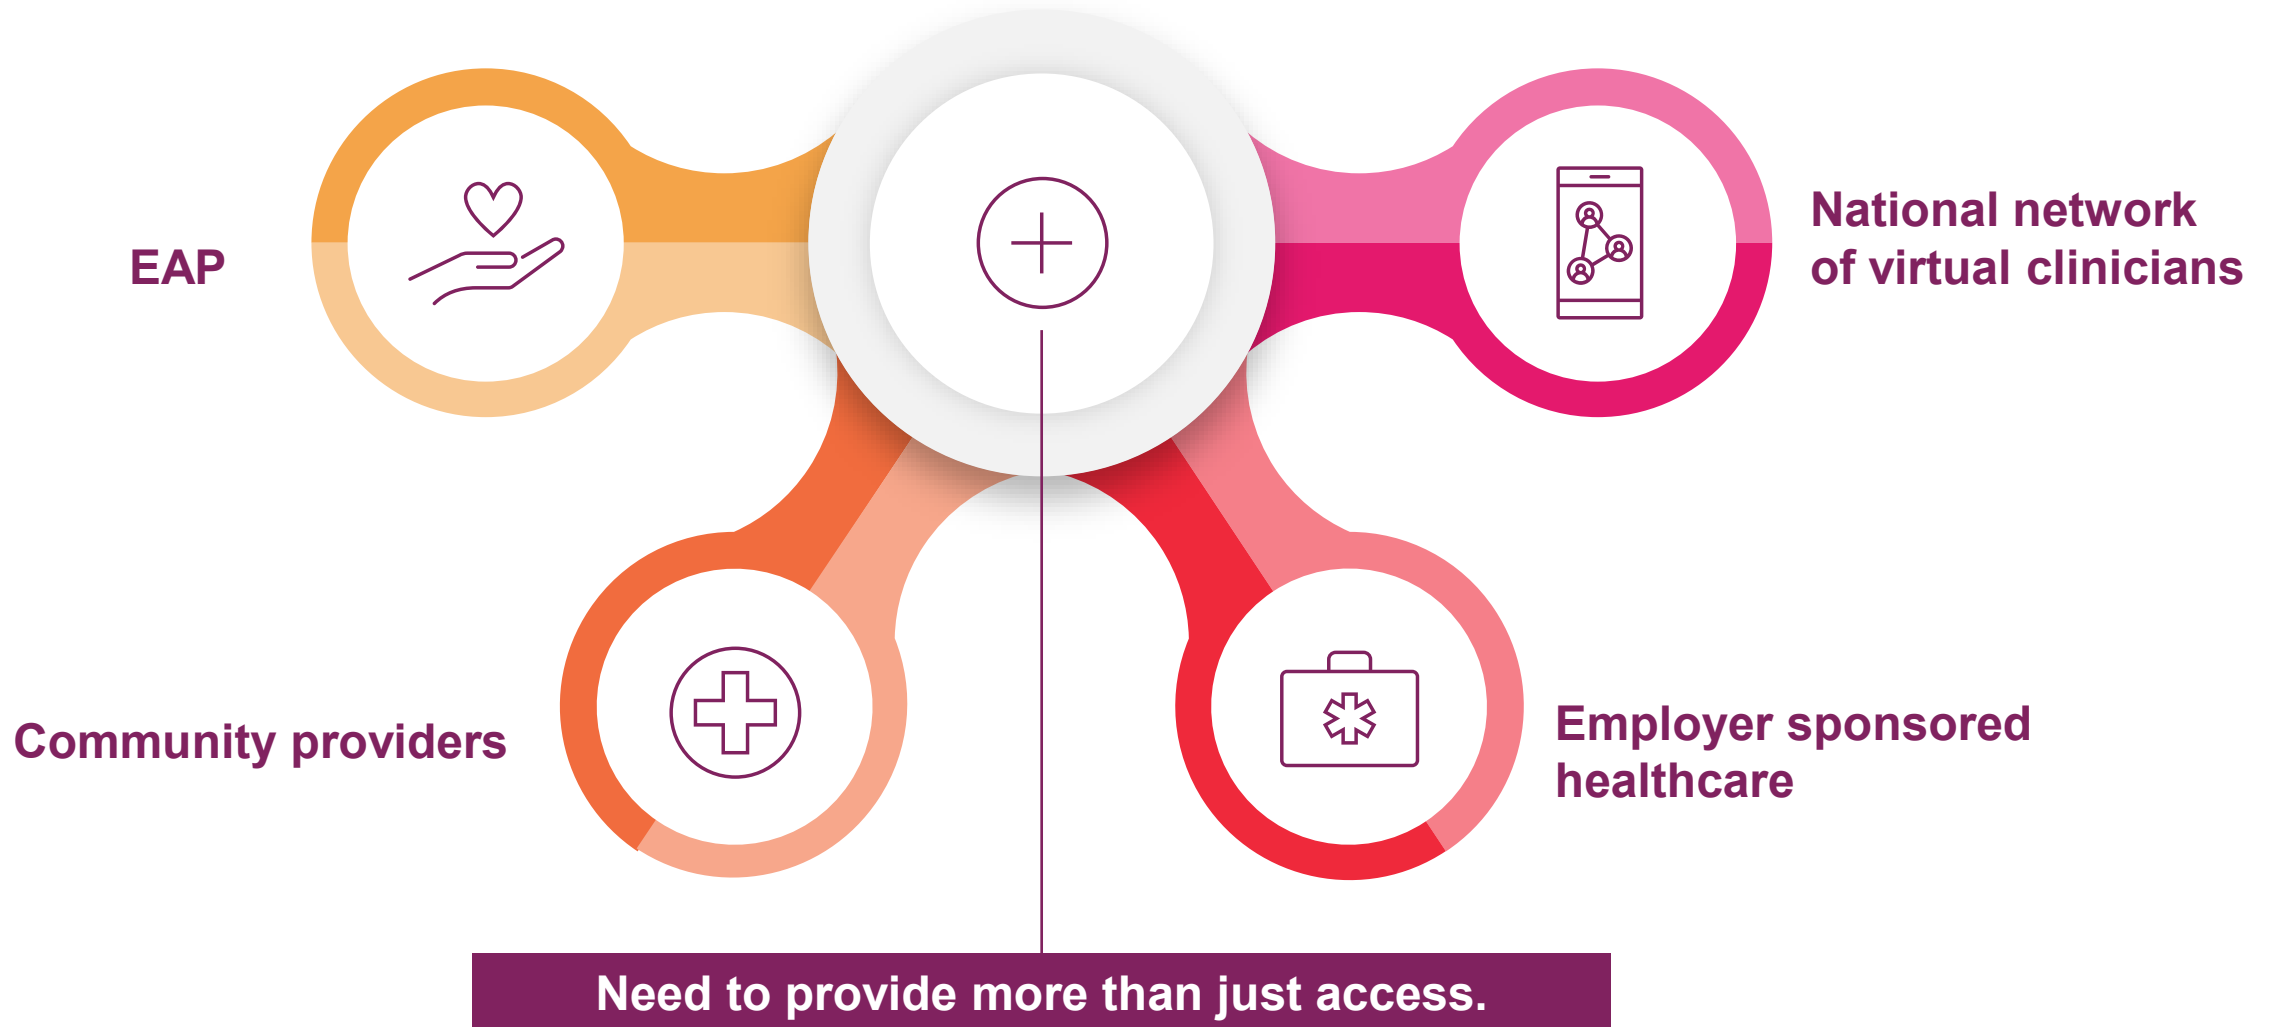 EAP
National network
of virtual clinicians
Community providers
Employer sponsored
healthcare
Need to provide more than just access.